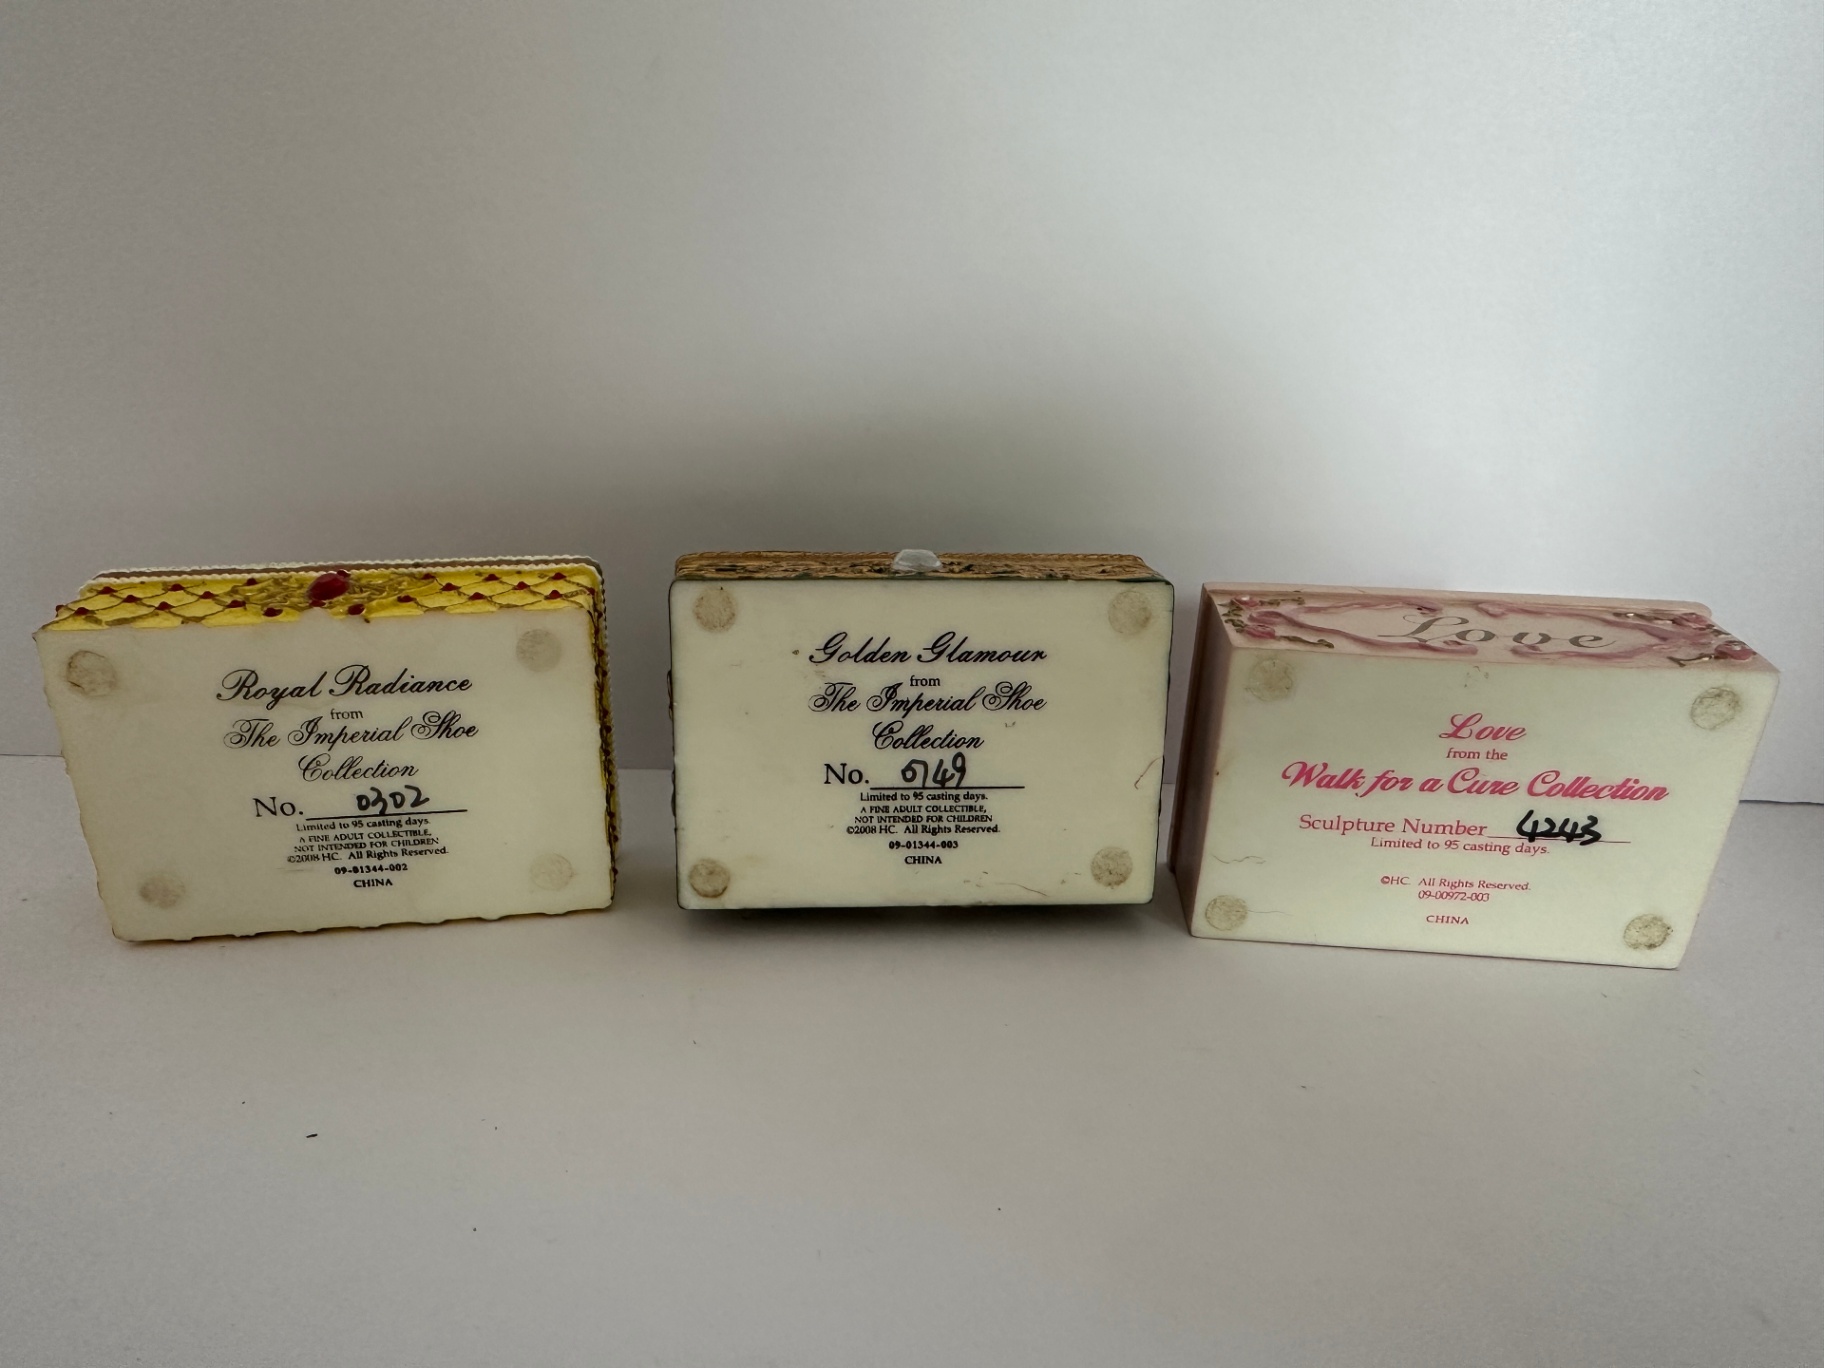 Royal Radiance
from
The Imperial Shoe
Collection
No. 0302
Limited to 95 casting days.
A FINE ADULT COLLECTIBLE,
NOT INTENDED FOR CHILDREN
©2008 HC. All Rights Reserved.
09-01344-002
CHINA
Golden Glamour
from
The Imperial Shoe
Collection
No. 0749
Limited to 95 casting days.
A FINE ADULT COLLECTIBLE,
NOT INTENDED FOR CHILDREN
©2008 HC. All Rights Reserved.
09-01344-003
CHINA
Love
Love
from the
Walk for a Cure Collection
Sculpture Number 4243
Limited to 95 casting days.
©HC. All Rights Reserved.
09-00972-003
CHINA